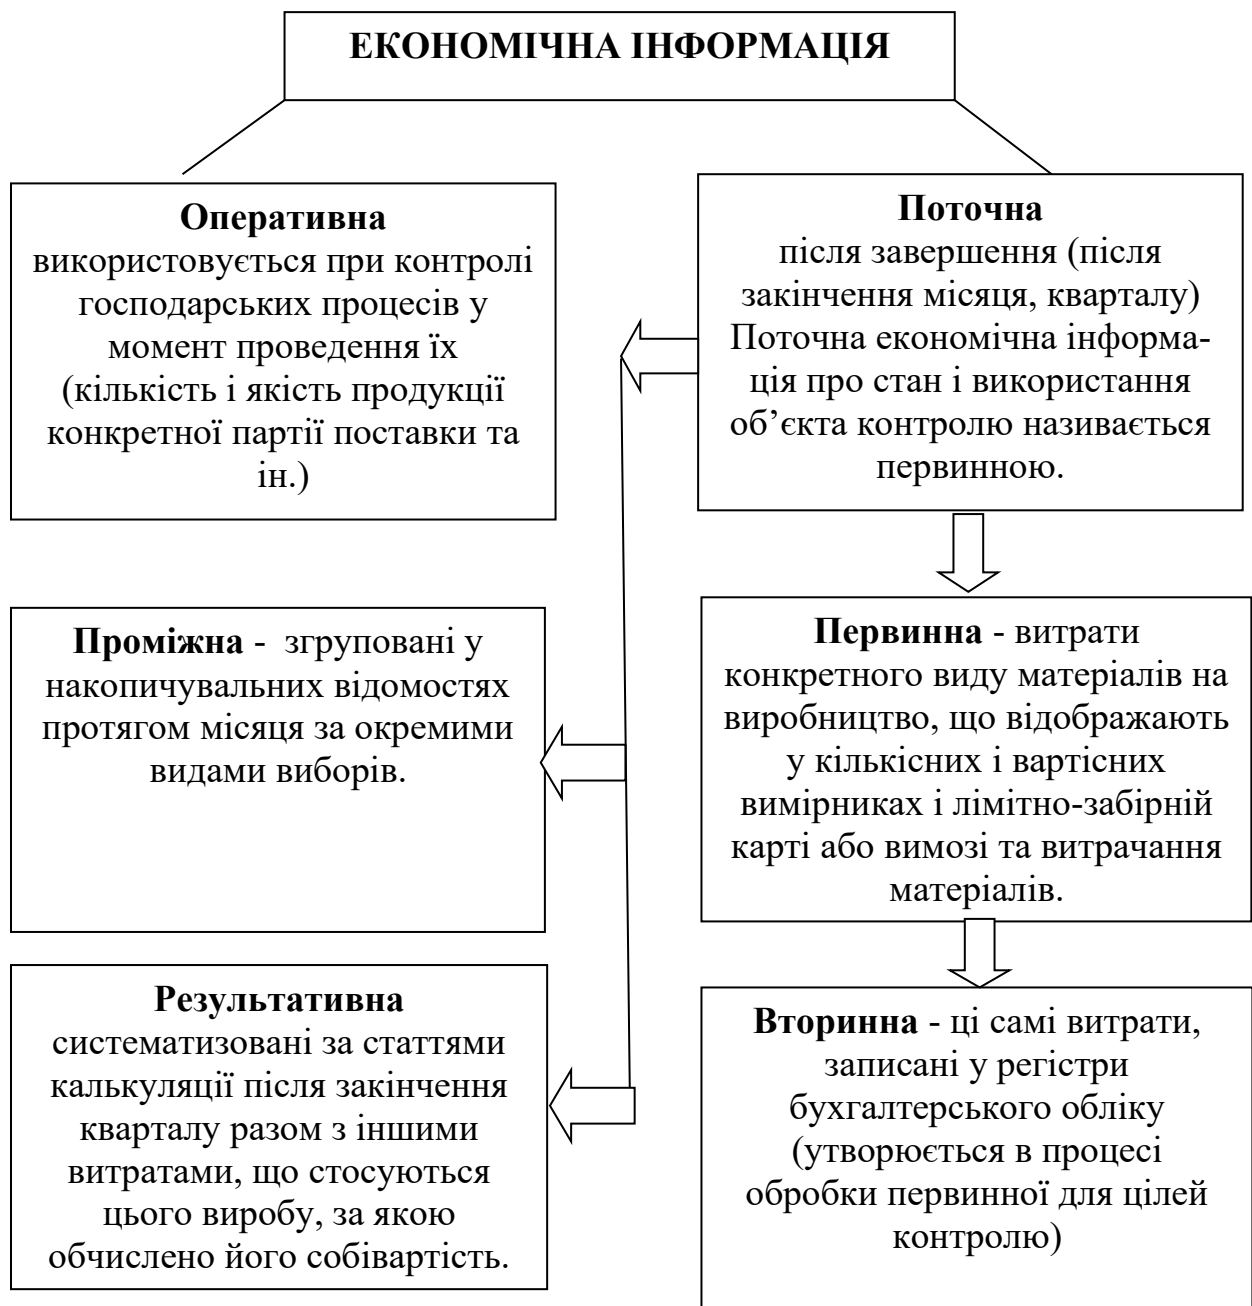 ЕКОНОМІЧНА ІНФОРМАЦІЯ
Оперативна
використовується при контролі
господарських процесів у
момент проведення їх
(кількість і якість продукції
конкретної партії поставки та
ін.)
Поточна
після завершення (після
закінчення місяця, кварталу)
Поточна економічна інформа-
ція про стан і використання
об’єкта контролю називається
первинною.
Проміжна - згруповані у
накопичувальних відомостях
протягом місяця за окремими
видами виборів.
Первинна - витрати
конкретного виду матеріалів на
виробництво, що відображають
у кількісних і вартісних
вимірниках і лімітно-забірній
карті або вимозі та витрачання
матеріалів.
Результативна
систематизовані за статтями
калькуляції після закінчення
кварталу разом з іншими
витратами, що стосуються
цього виробу, за якою
обчислено його собівартість.
Вторинна - ці самі витрати,
записані у регістри
бухгалтерського обліку
(утворюється в процесі
обробки первинної для цілей
контролю)